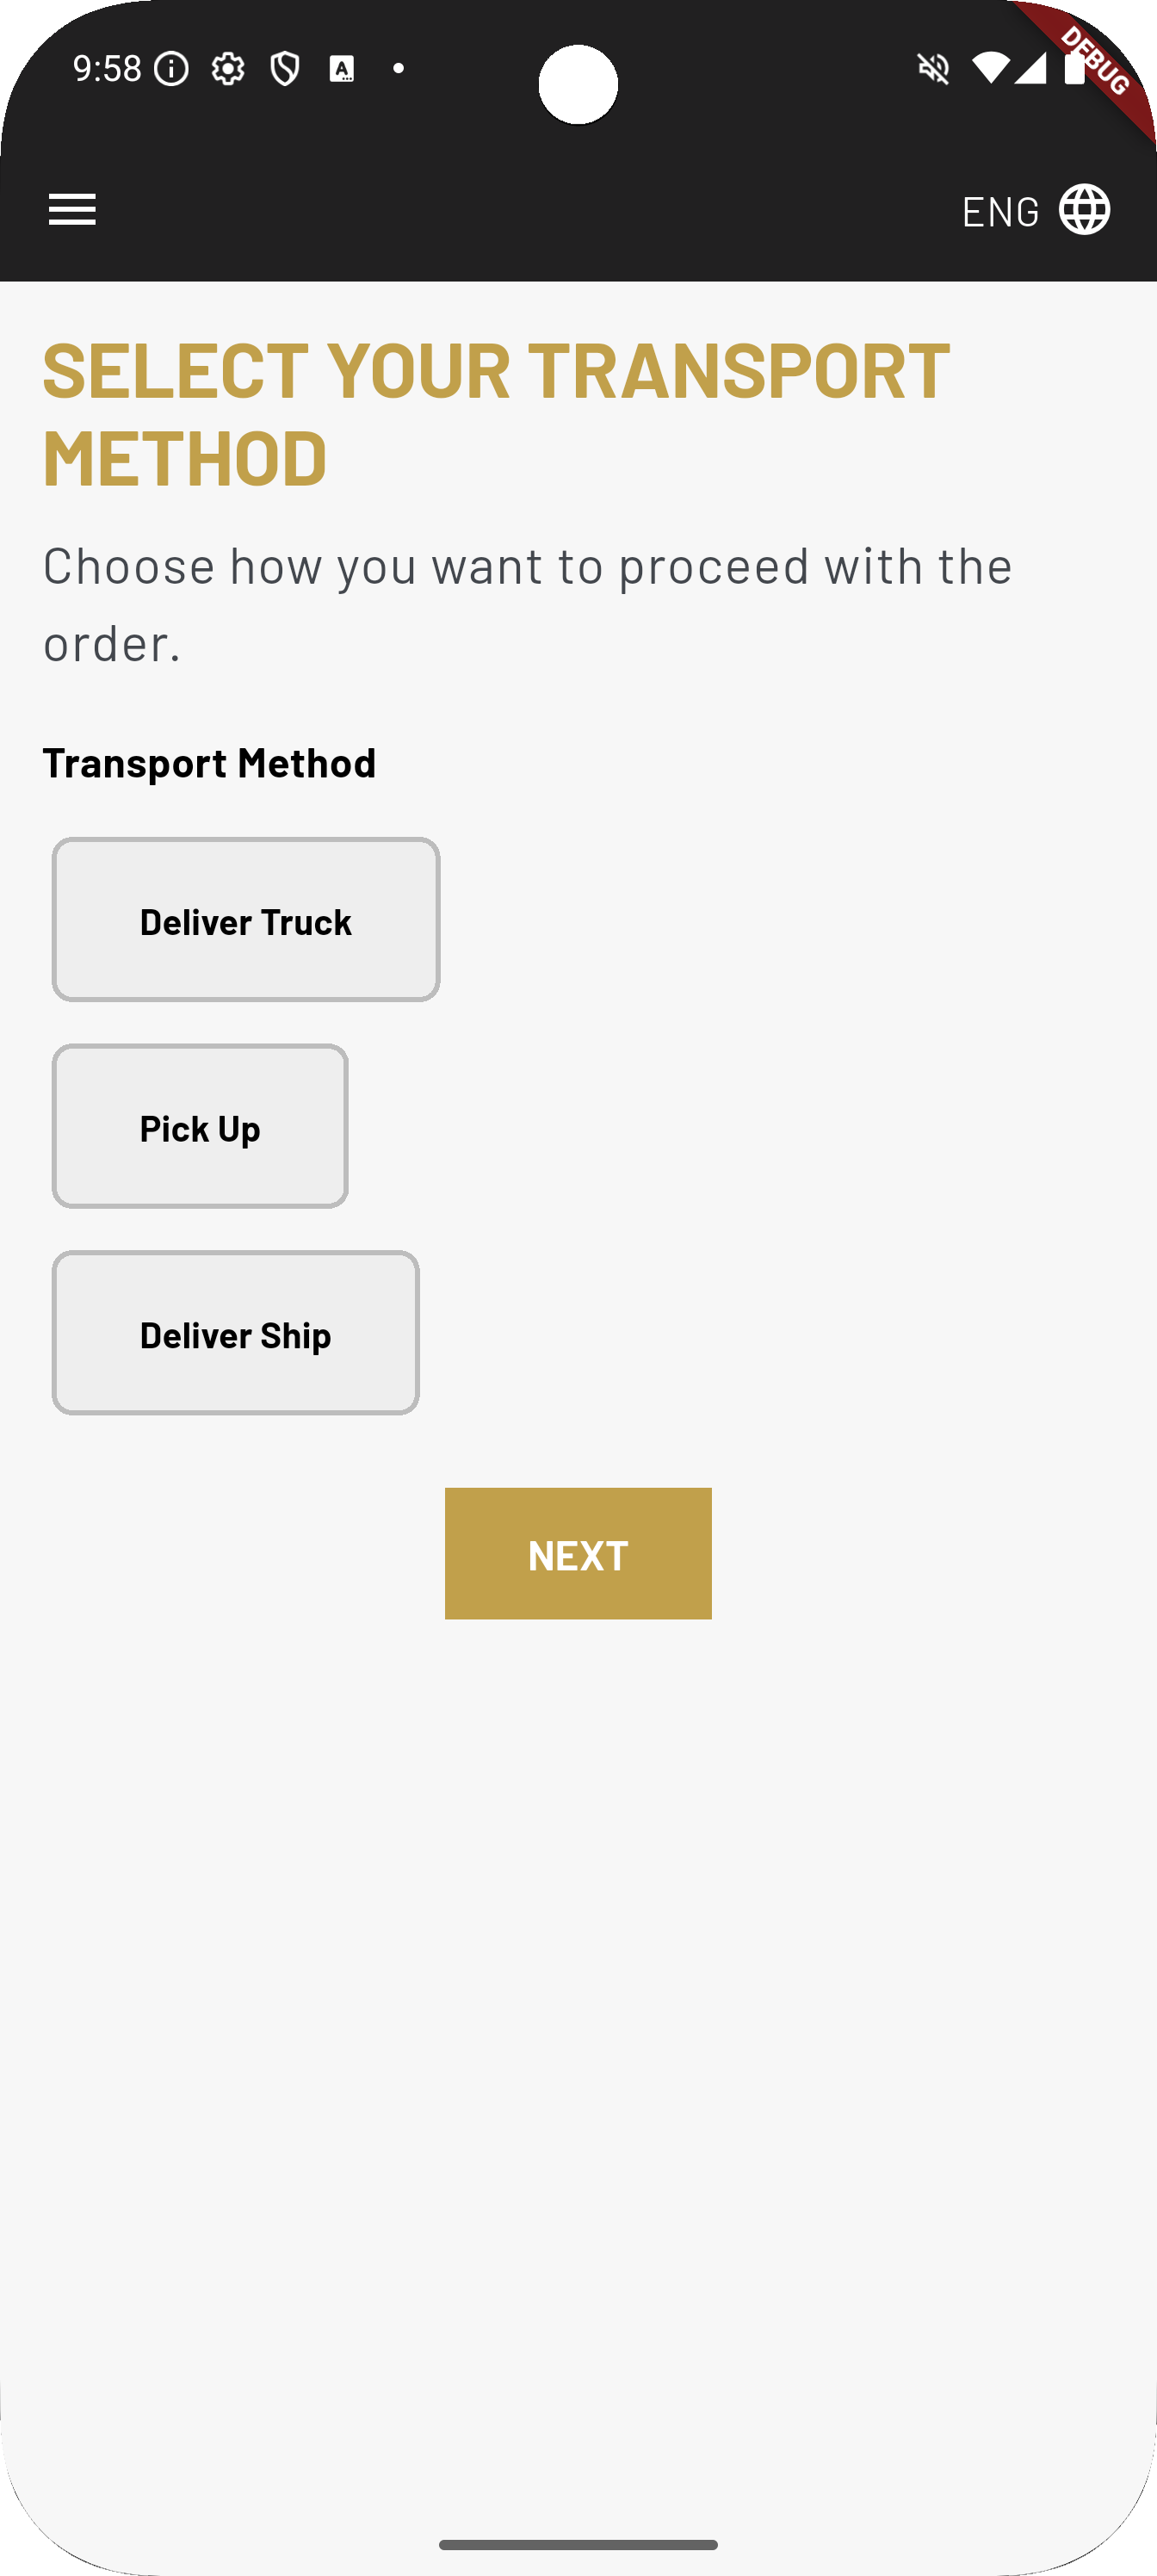 9:58
DEBUG
ENG
SELECT YOUR TRANSPORT
METHOD
Choose how you want to proceed with the
order.
Transport Method
Deliver Truck
Pick Up
Deliver Ship
NEXT